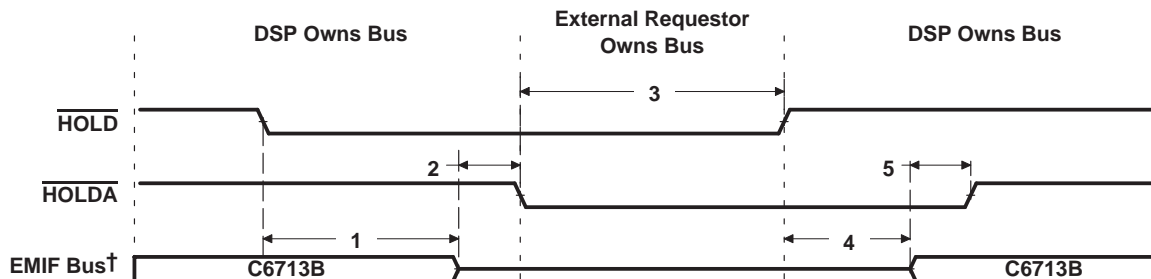 DSP Owns Bus
External Requestor
Owns Bus
DSP Owns Bus
3
HOLD
2
5
HOLDA
1
4
EMIF Bus†
C6713B
C6713B